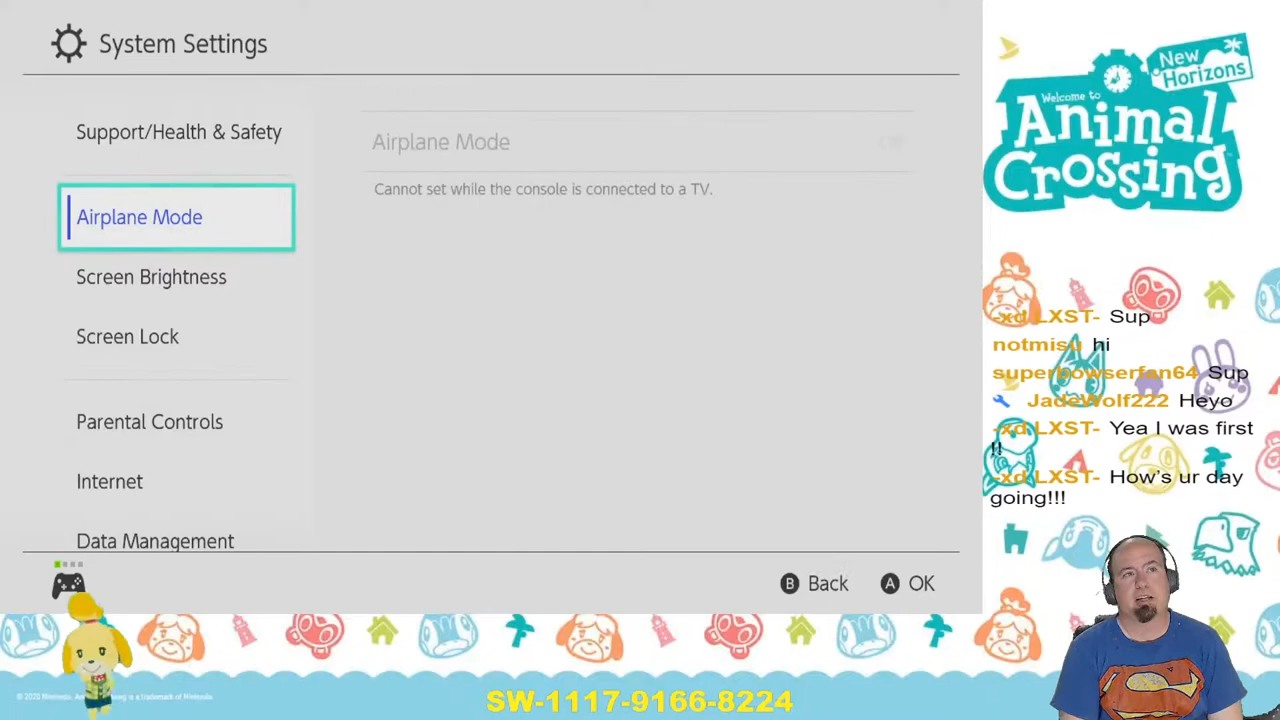 System Settings
Support/Health & Safety
Airplane Mode
Screen Brightness
Screen Lock
Parental Controls
Internet
Data Management
Airplane Mode
Cannot set while the console is connected to a TV.
B Back A OK
New
Horizons
Welcome to
Animal
Crossing
-xd LXST- Sup
notmisu hi
superbowserfan64 Sup
JadeWolf222 Heyo
-xd LXST- Yea I was first
!!
-xd LXST- How's ur day
going!!!
SW-1117-9166-8224